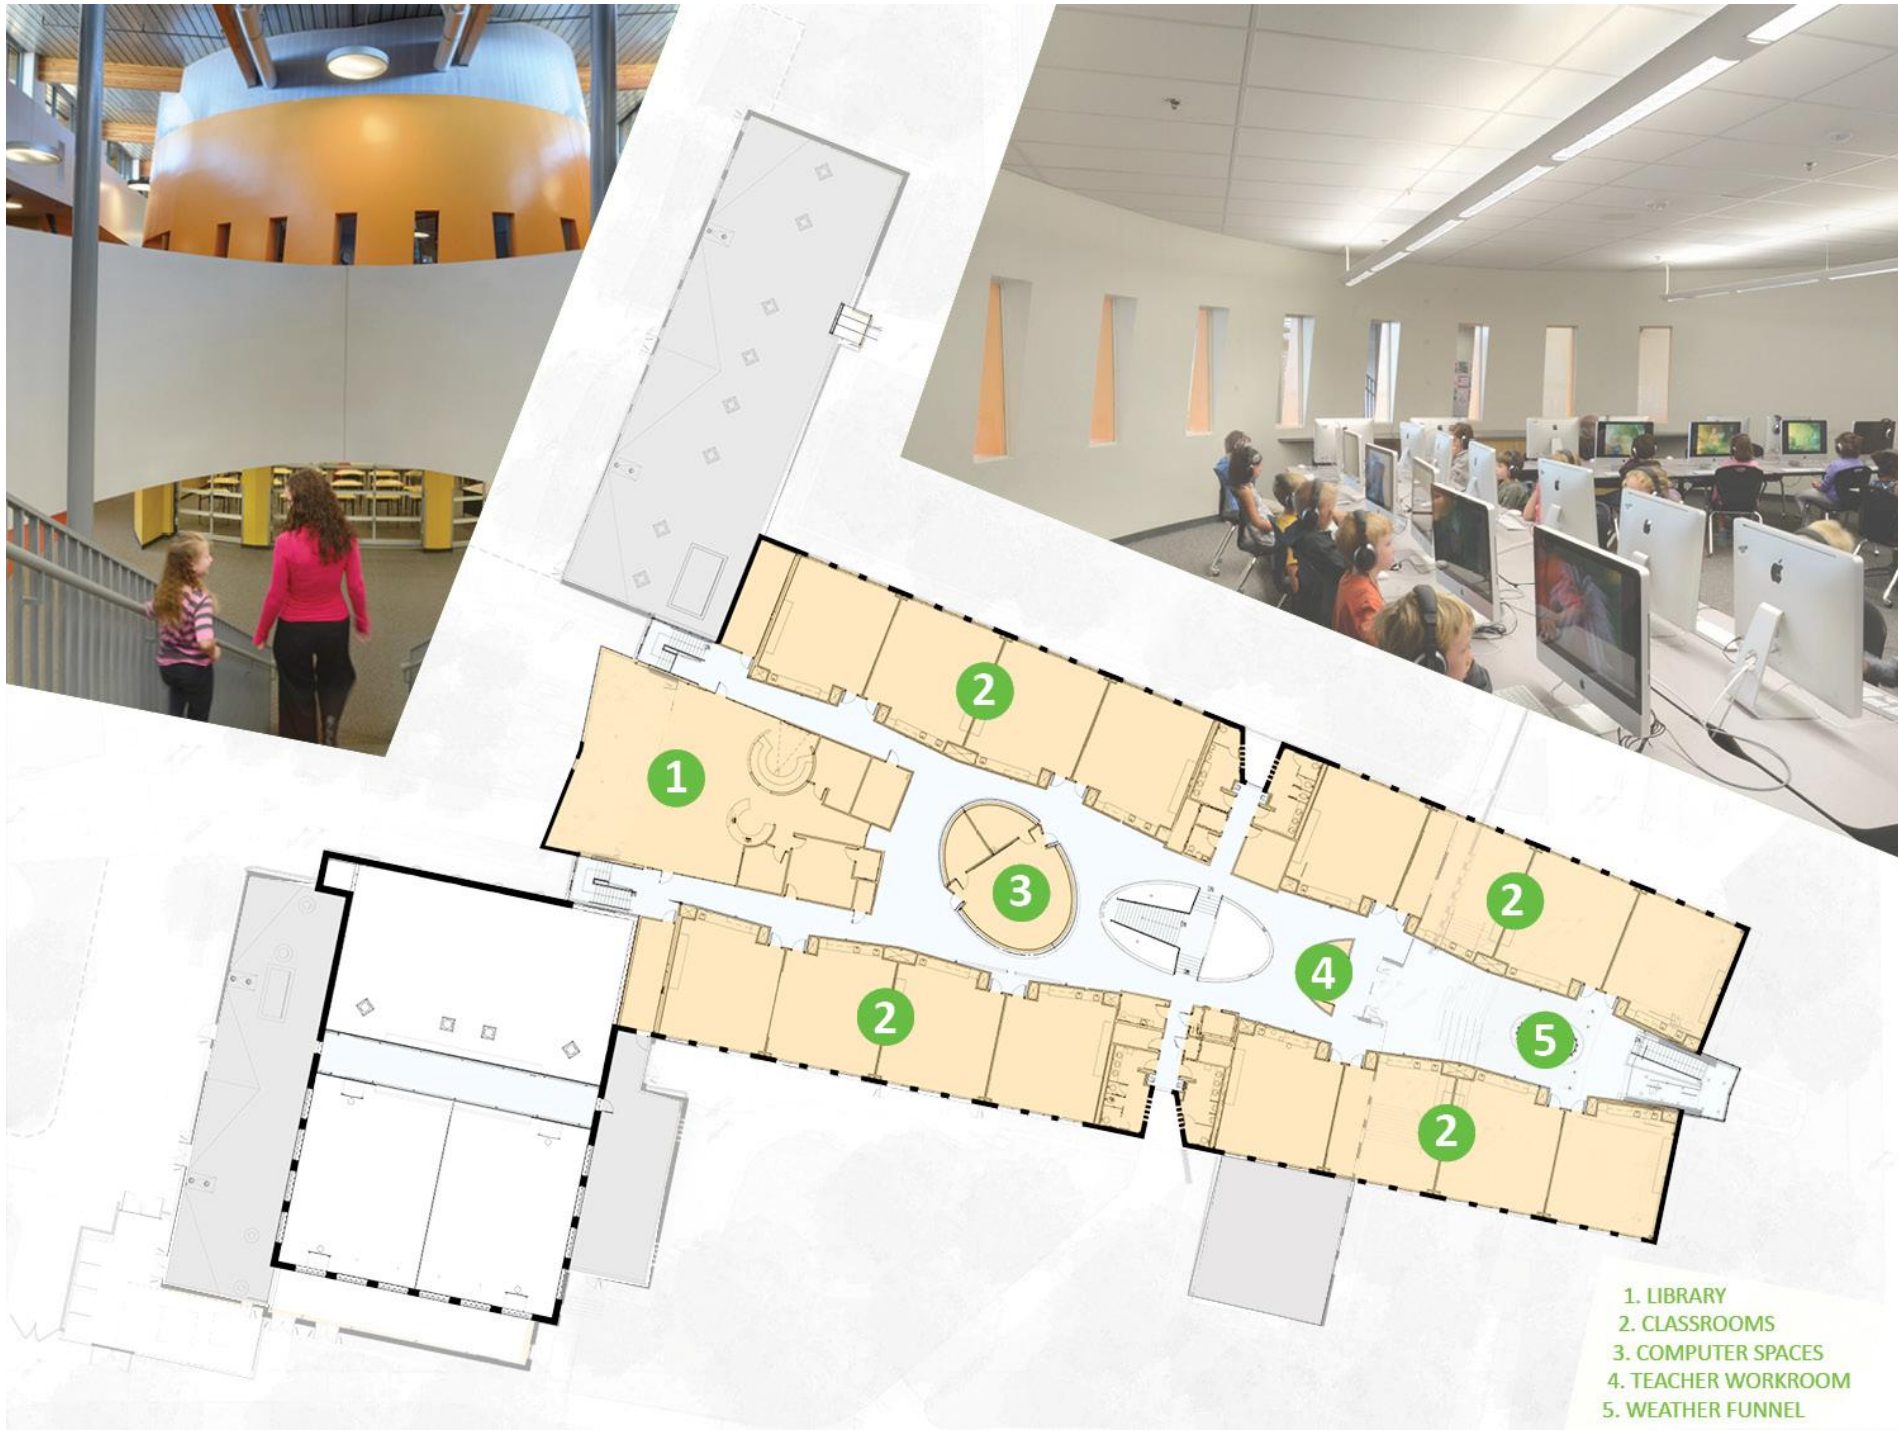 2
1
3
2
4
2
5
2
1. LIBRARY
2. CLASSROOMS
3. COMPUTER SPACES
4. TEACHER WORKROOM
5. WEATHER FUNNEL